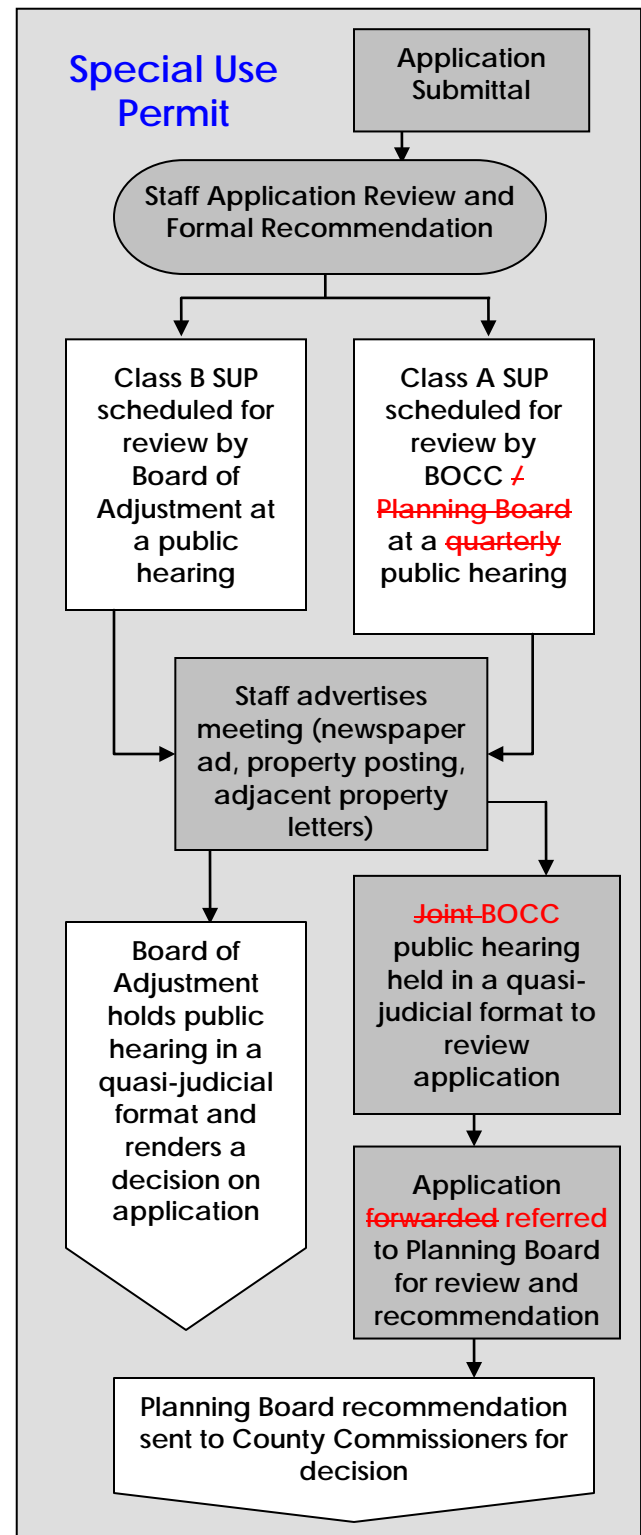 Special Use
Permit
Application
Submittal
Staff Application Review and
Formal Recommendation
Class B SUP
scheduled for
review by
Board of
Adjustment at
a public
hearing
Class A SUP
scheduled for
review by
BOCC /
Planning Board
at a quarterly
public hearing
Staff advertises
meeting (newspaper
ad, property posting,
adjacent property
letters)
Board of
Adjustment
holds public
hearing in a
quasi-judicial
format and
renders a
decision on
application
Joint BOCC
public hearing
held in a quasi-
judicial format to
review
application
Application
forwarded referred
to Planning Board
for review and
recommendation
Planning Board recommendation
sent to County Commissioners for
decision